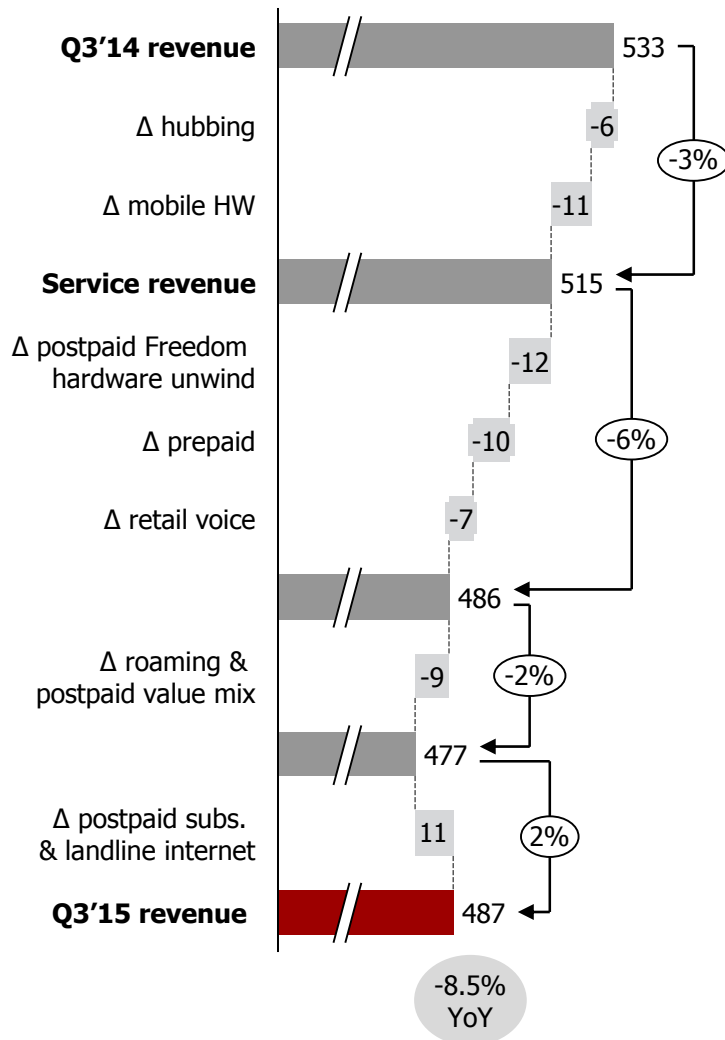 Q3'14 revenue 533
Δ hubbing -6
-3%
Δ mobile HW -11
Service revenue 515
Δ postpaid Freedom
hardware unwind
-12
Δ prepaid -10 -6%
Δ retail voice -7
486
Δ roaming &
postpaid value mix
-9 -2%
477
Δ postpaid subs.
& landline internet
11 2%
Q3'15 revenue 487
-8.5%
YoY